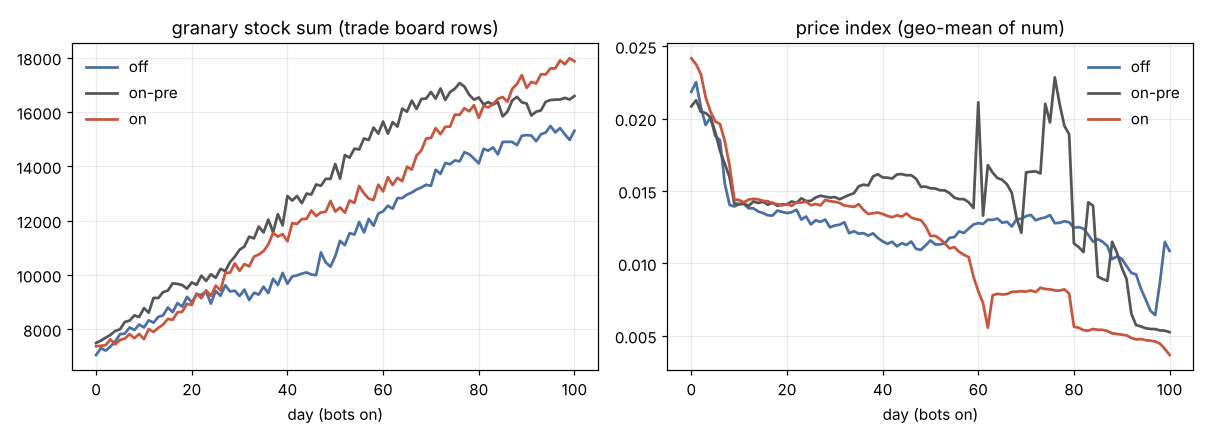 granary stock sum (trade board rows)
18000
16000
14000
12000
10000
8000
off
on-pre
on
0
20
40
60
80
100
day (bots on)
price index (geo-mean of num)
0.025
0.020
0.015
0.010
0.005
off
on-pre
on
0
20
40
60
80
100
day (bots on)